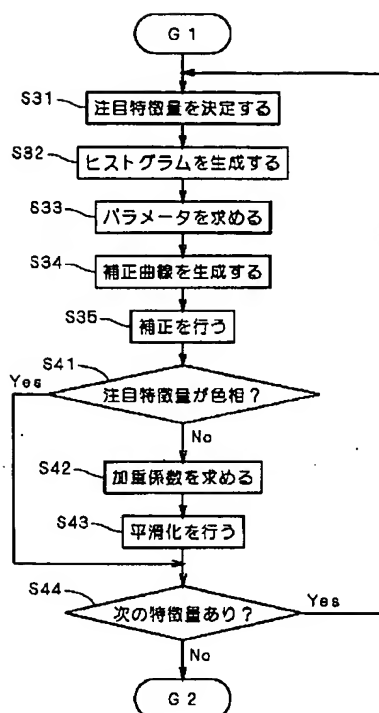 G1
S31
注目特徴量を決定する
S32
ヒストグラムを生成する
S33
パラメータを求める
S34
補正曲線を生成する
S35
補正を行う
S41
Yes
注目特徴量が色相?
No
S42
加重係数を求める
S43
平滑化を行う
S44
次の特徴量あり?
Yes
No
G2